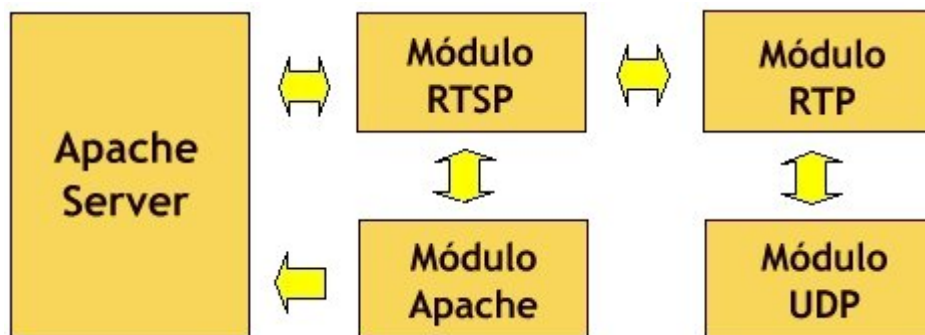 Apache
Server
Módulo
RTSP
Módulo
RTP
Módulo
Apache
Módulo
UDP